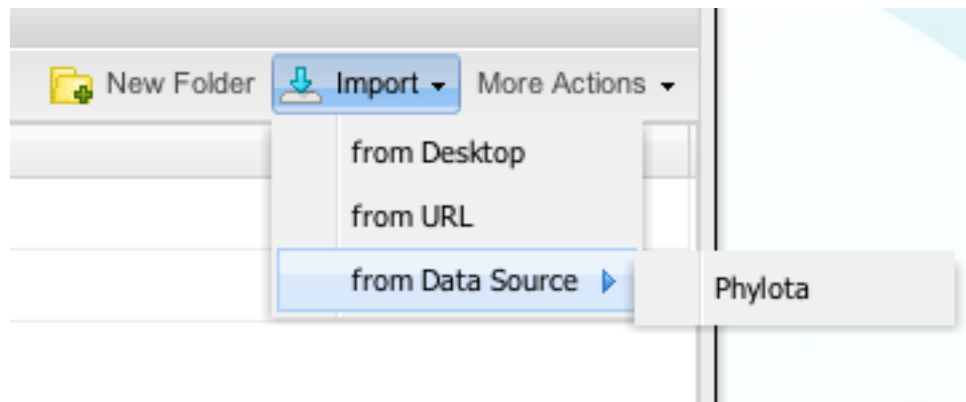 New Folder Import More Actions
from Desktop
from URL
from Data Source
Phylota